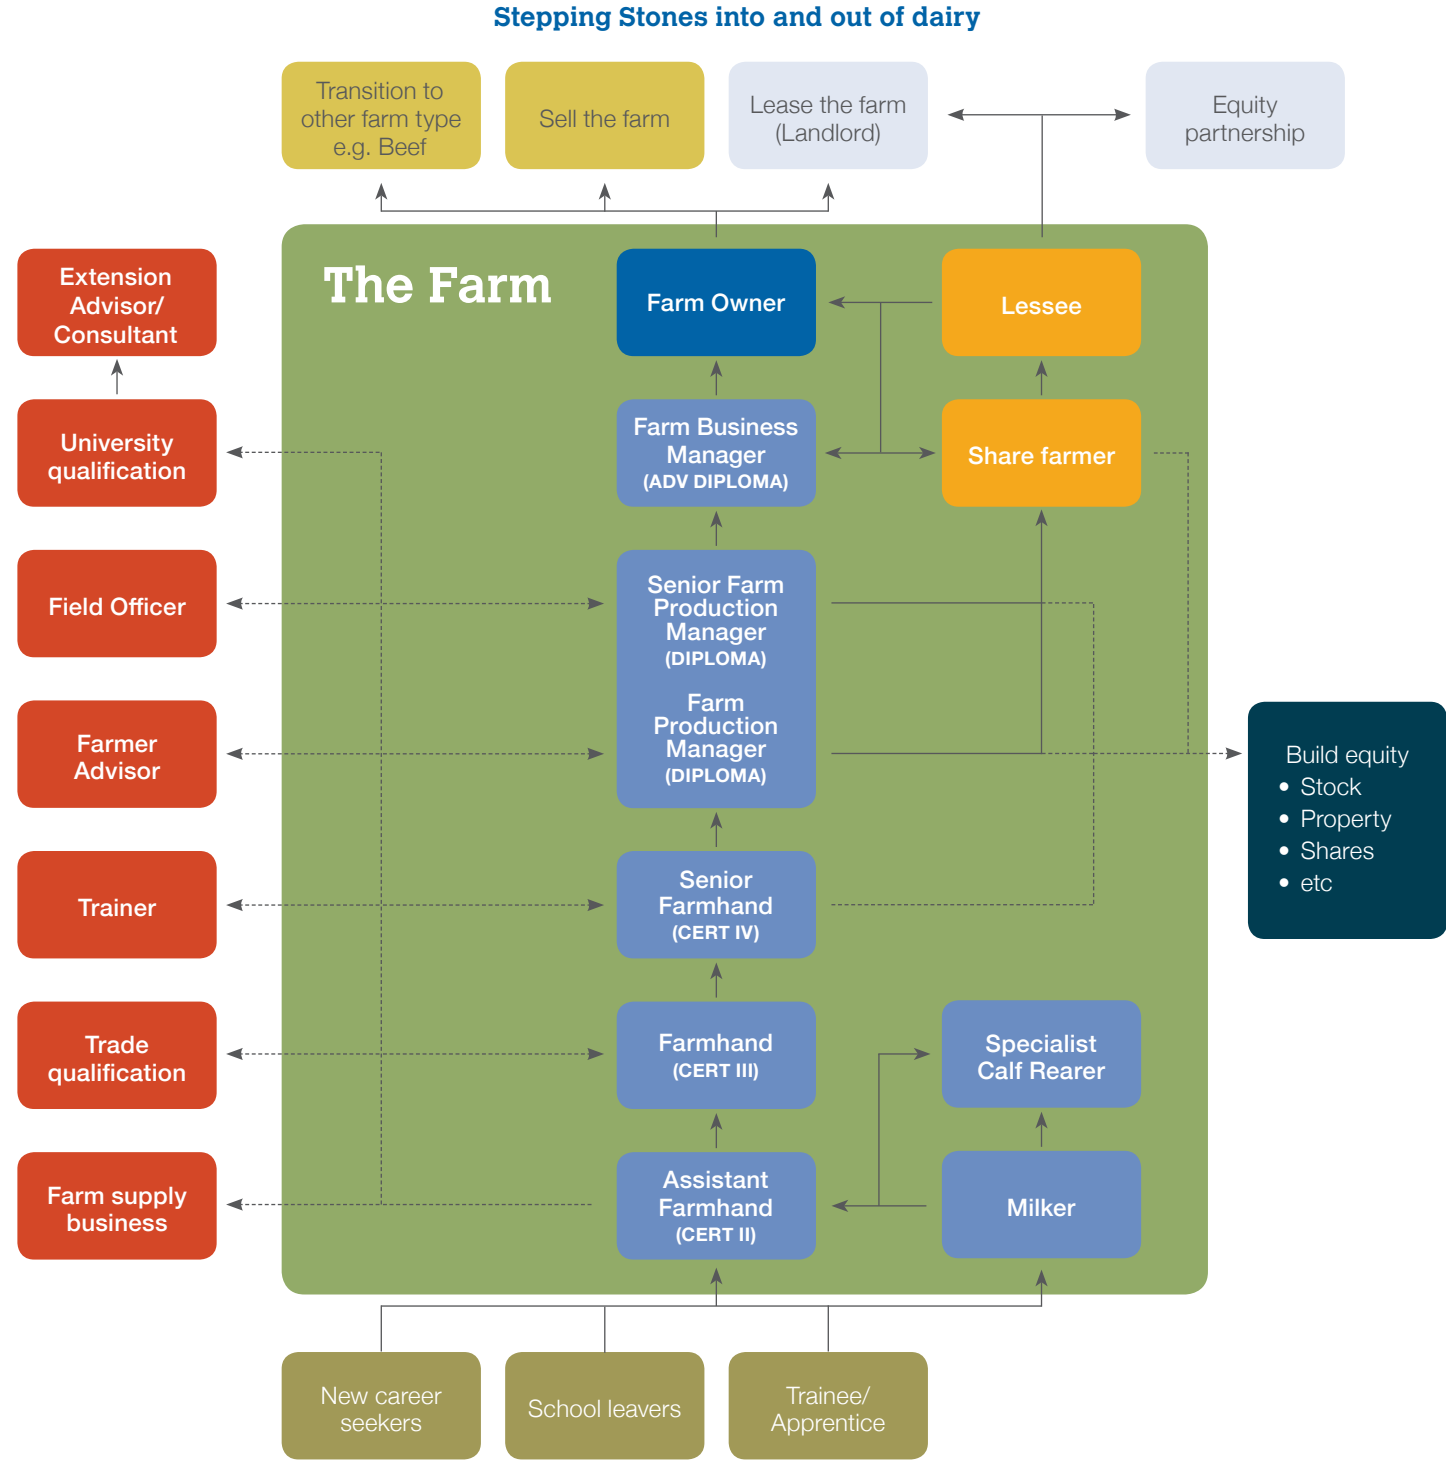 Stepping Stones into and out of dairy
Transition to
other farm type
e.g. Beef
Sell the farm
Lease the farm
(Landlord)
Equity
partnership
The Farm
Extension
Advisor/
Consultant
Farm Owner
Lessee
University
qualification
Farm Business
Manager
(ADV DIPLOMA)
Share farmer
Field Officer
Senior Farm
Production
Manager
(DIPLOMA)
Farmer
Advisor
Farm
Production
Manager
(DIPLOMA)
Build equity
• Stock
• Property
• Shares
• etc
Trainer
Senior
Farmhand
(CERT IV)
Trade
qualification
Farmhand
(CERT III)
Specialist
Calf Rearer
Farm supply
business
Assistant
Farmhand
(CERT II)
Milker
New career
seekers
School leavers
Trainee/
Apprentice